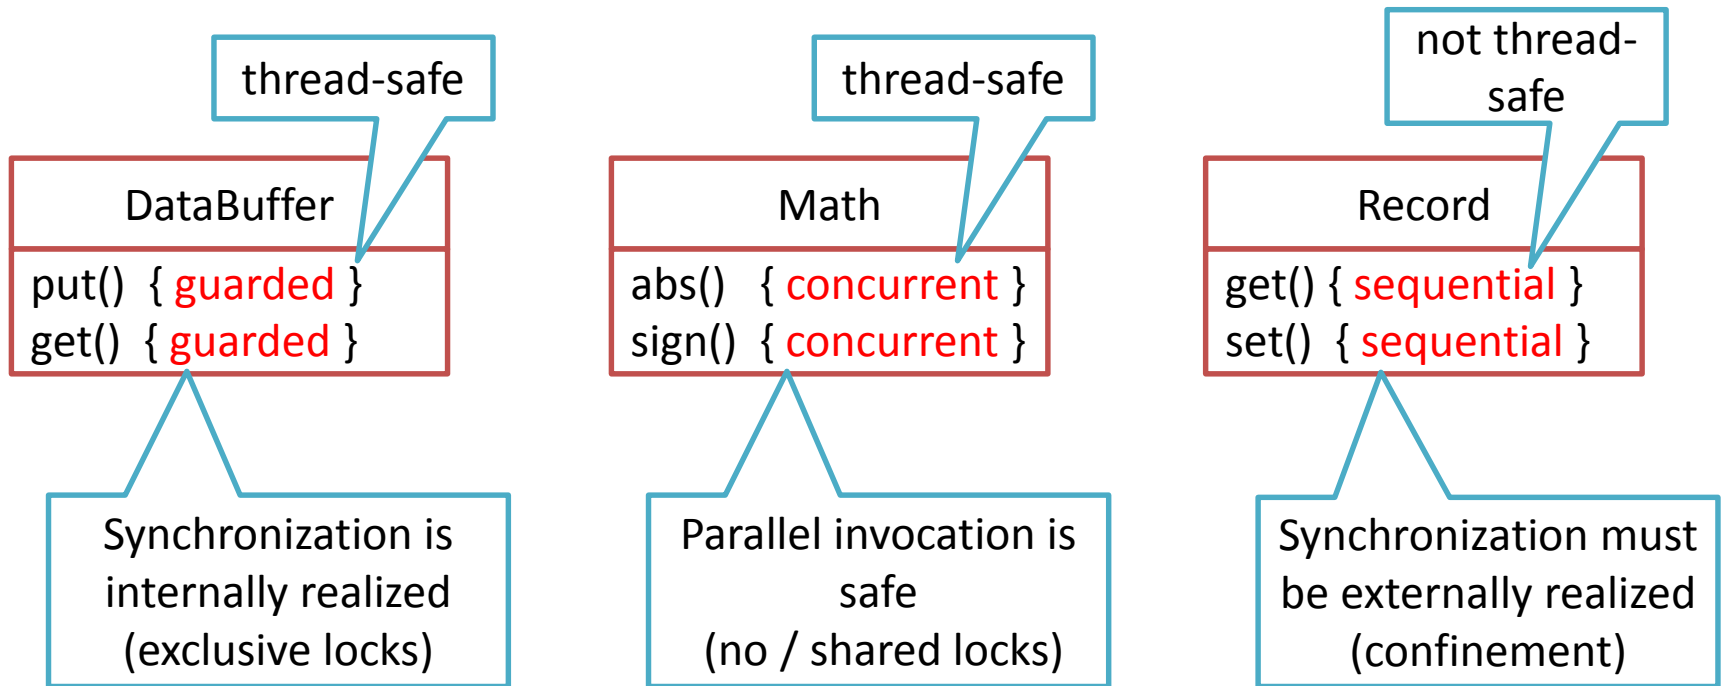 thread-safe
DataBuffer
put() { guarded }
get() { guarded }
Synchronization is
internally realized
(exclusive locks)
thread-safe
Math
abs() { concurrent }
sign() { concurrent }
Parallel invocation is
safe
(no / shared locks)
not thread-
safe
Record
get() { sequential }
set() { sequential }
Synchronization must
be externally realized
(confinement)